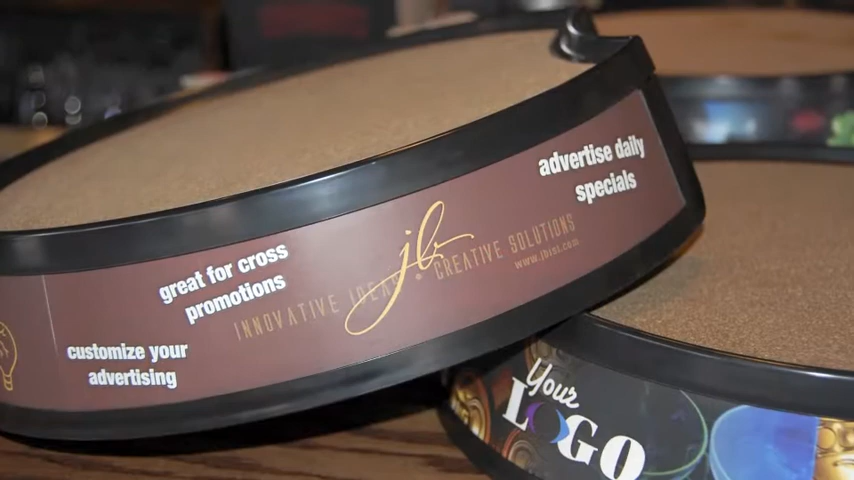 advertise daily
specials
great for cross
promotions
jb
INNOVATIVE IDEAS CREATIVE SOLUTIONS
www.jbisi.com
customize your
advertising
Your
LOGO